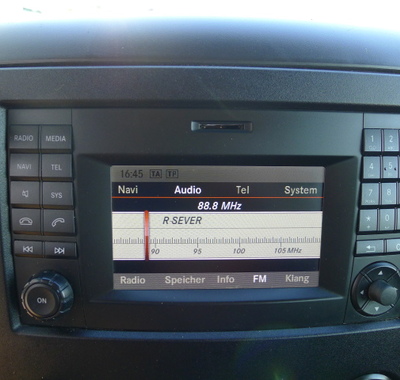 RADIO MEDIA
NAVI TEL
SYS
ON
16:45 TA TP
Navi Audio Tel System
88.8 MHz
R-SEVER
90 95 100 105 MHz
Radio Speicher Info FM Klang